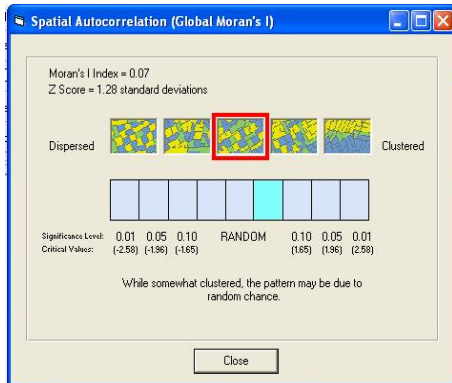 Spatial Autocorrelation (Global Moran's I)
Moran's I Index = 0.07
Z Score = 1.28 standard deviations
Dispersed Clustered
Significance Level: 0.01 0.05 0.10 RANDOM 0.10 0.05 0.01
Critical Values: (-2.58) (-1.96) (-1.65) (1.65) (1.96) (2.58)
While somewhat clustered, the pattern may be due to
random chance.
Close